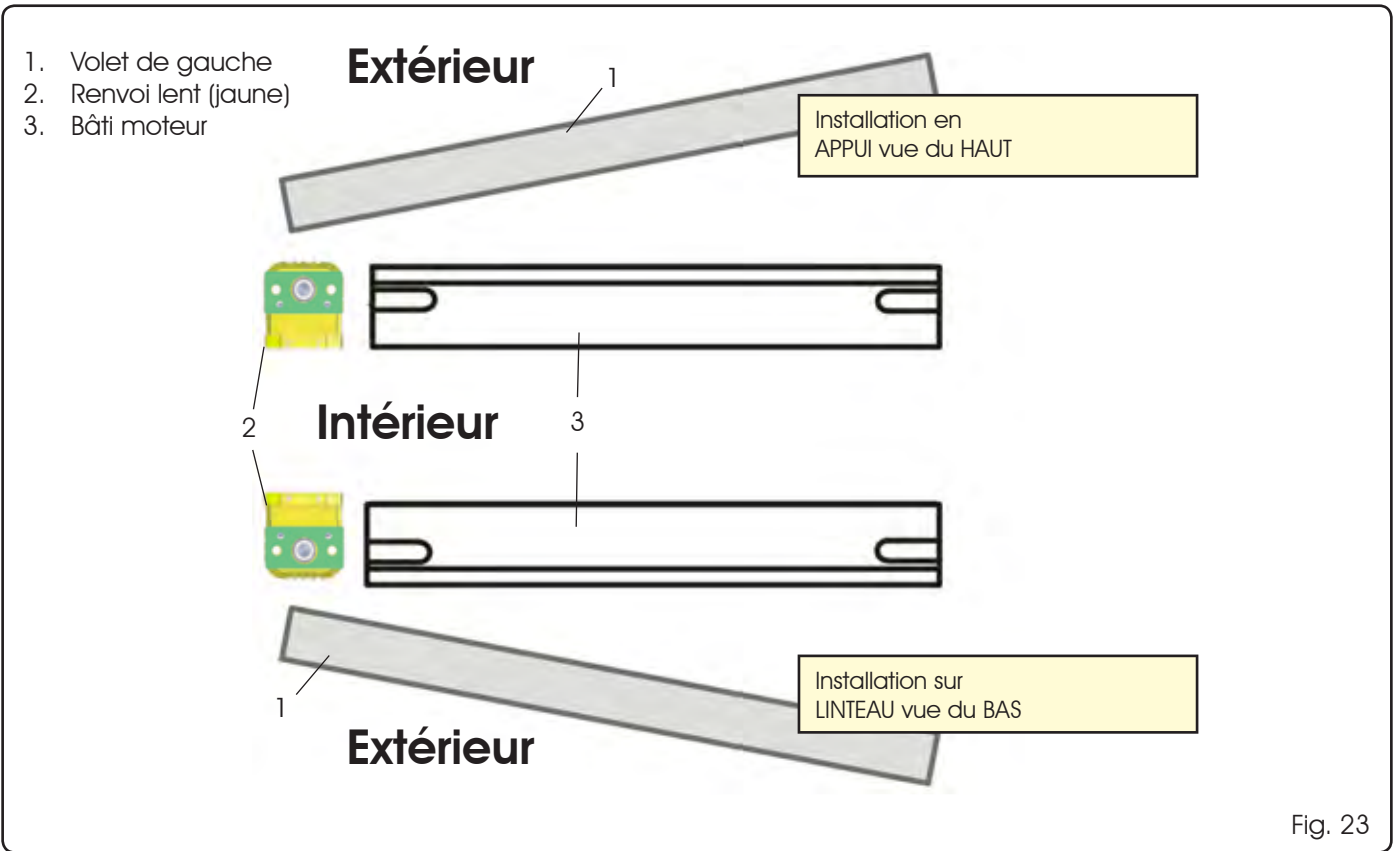 1. Volet de gauche
2. Renvoi lent (jaune)
3. Bâti moteur
Extérieur
1
Installation en
APPUI vue du HAUT
2
Intérieur
3
1
Installation sur
LINTEAU vue du BAS
Extérieur
Fig. 23